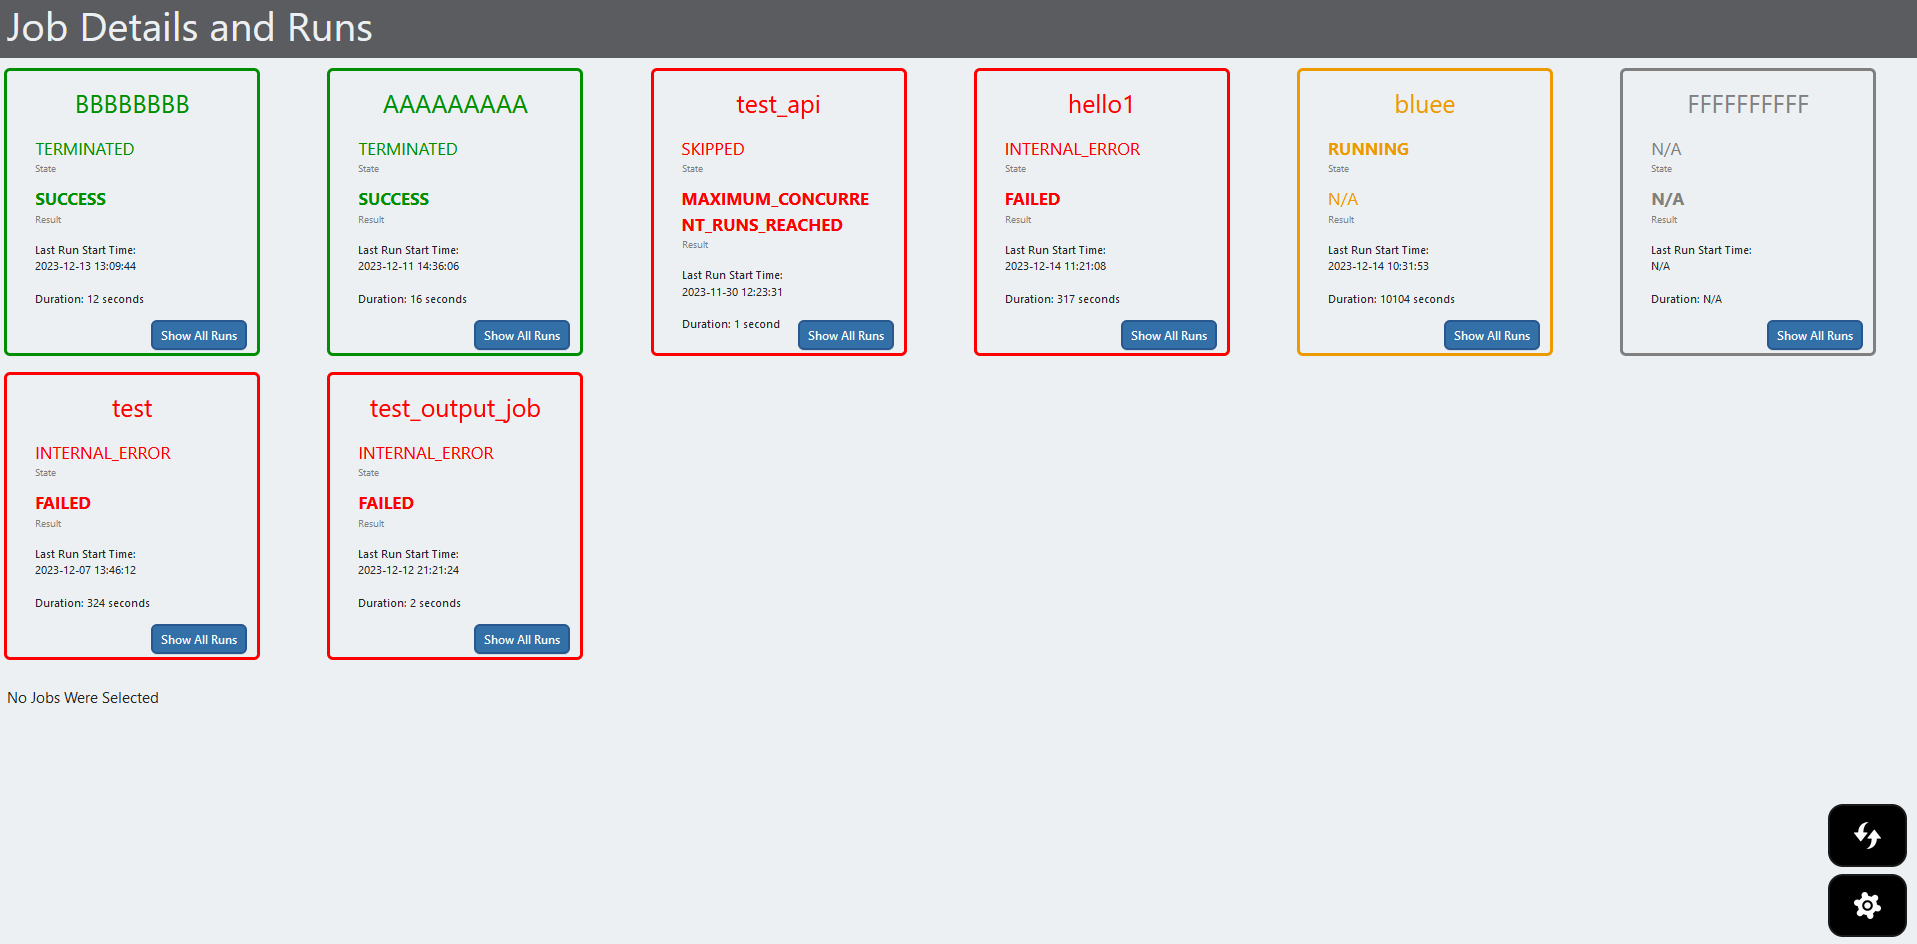 Job Details and Runs
BBBBBBBB
TERMINATED
State
SUCCESS
Result
Last Run Start Time:
2023-12-13 13:09:44
Duration: 12 seconds
Show All Runs
AAAAAAAAA
TERMINATED
State
SUCCESS
Result
Last Run Start Time:
2023-12-11 14:36:06
Duration: 16 seconds
Show All Runs
test_api
SKIPPED
State
MAXIMUM_CONCURRE
NT_RUNS_REACHED
Result
Last Run Start Time:
2023-11-30 12:23:31
Duration: 1 second
Show All Runs
hello1
INTERNAL_ERROR
State
FAILED
Result
Last Run Start Time:
2023-12-14 11:21:08
Duration: 317 seconds
Show All Runs
bluee
RUNNING
State
N/A
Result
Last Run Start Time:
2023-12-14 10:31:53
Duration: 10104 seconds
Show All Runs
FFFFFFFFFF
N/A
State
N/A
Result
Last Run Start Time:
N/A
Duration: N/A
Show All Runs
test
INTERNAL_ERROR
State
FAILED
Result
Last Run Start Time:
2023-12-07 13:46:12
Duration: 324 seconds
Show All Runs
test_output_job
INTERNAL_ERROR
State
FAILED
Result
Last Run Start Time:
2023-12-12 21:21:24
Duration: 2 seconds
Show All Runs
No Jobs Were Selected